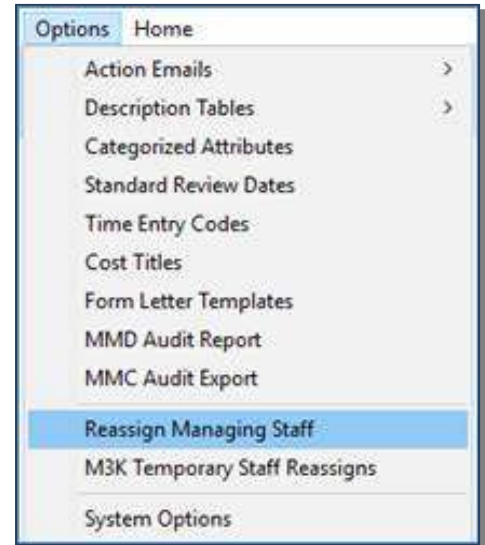 Options Home
Action Emails >
Description Tables >
Categorized Attributes
Standard Review Dates
Time Entry Codes
Cost Titles
Form Letter Templates
MMD Audit Report
MMC Audit Export
Reassign Managing Staff
M3K Temporary Staff Reassigns
System Options